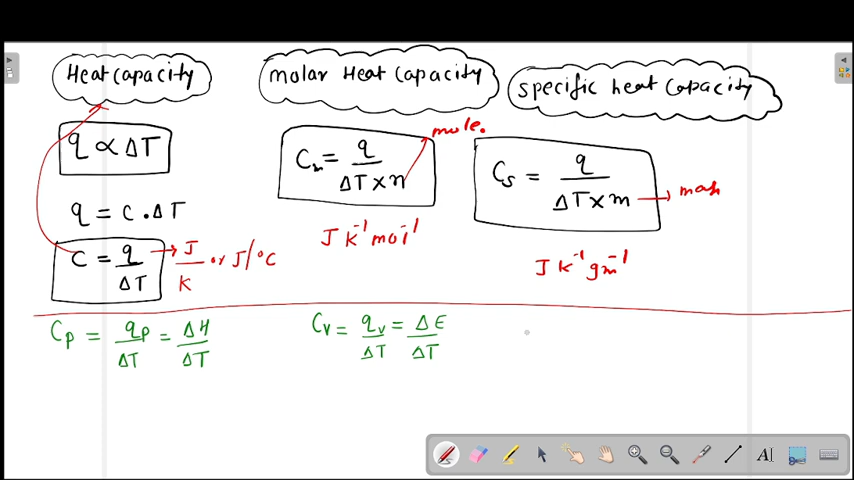 Heat capacity
q ∝ ΔT
q = c . ΔT
c = q/ΔT → J/K or J/°C
molar Heat Capacity
mole.
Cm = q/ΔT×n
J K⁻¹ mol⁻¹
specific heat capacity
Cs = q/ΔT×m → mass
J K⁻¹ gm⁻¹
Cp = qp/ΔT = ΔH/ΔT
Cv = qv/ΔT = ΔE/ΔT
A